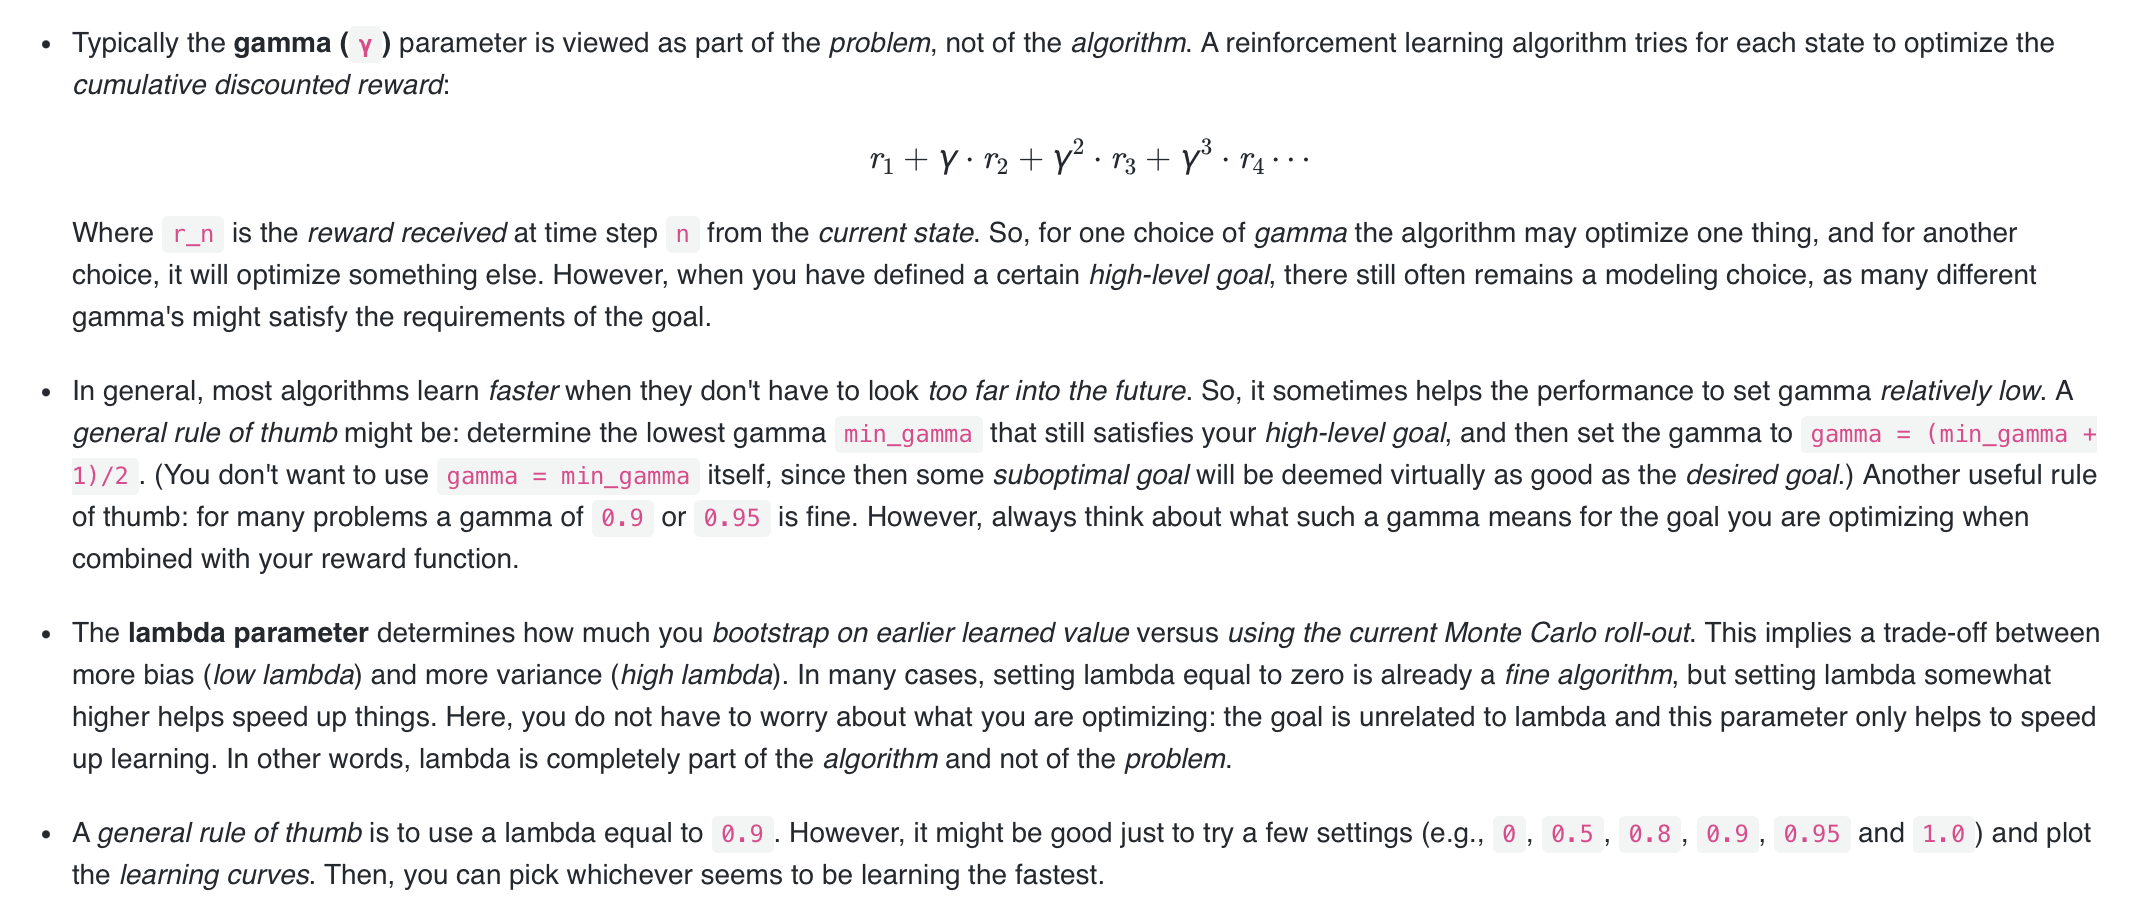 • Typically the gamma ( γ ) parameter is viewed as part of the problem, not of the algorithm. A reinforcement learning algorithm tries for each state to optimize the
cumulative discounted reward:
r₁ + γ · r₂ + γ² · r₃ + γ³ · r₄ ⋯
Where r_n is the reward received at time step n from the current state. So, for one choice of gamma the algorithm may optimize one thing, and for another
choice, it will optimize something else. However, when you have defined a certain high-level goal, there still often remains a modeling choice, as many different
gamma's might satisfy the requirements of the goal.
• In general, most algorithms learn faster when they don't have to look too far into the future. So, it sometimes helps the performance to set gamma relatively low. A
general rule of thumb might be: determine the lowest gamma min_gamma that still satisfies your high-level goal, and then set the gamma to gamma = (min_gamma +
1)/2 . (You don't want to use gamma = min_gamma itself, since then some suboptimal goal will be deemed virtually as good as the desired goal.) Another useful rule
of thumb: for many problems a gamma of 0.9 or 0.95 is fine. However, always think about what such a gamma means for the goal you are optimizing when
combined with your reward function.
• The lambda parameter determines how much you bootstrap on earlier learned value versus using the current Monte Carlo roll-out. This implies a trade-off between
more bias (low lambda) and more variance (high lambda). In many cases, setting lambda equal to zero is already a fine algorithm, but setting lambda somewhat
higher helps speed up things. Here, you do not have to worry about what you are optimizing: the goal is unrelated to lambda and this parameter only helps to speed
up learning. In other words, lambda is completely part of the algorithm and not of the problem.
• A general rule of thumb is to use a lambda equal to 0.9 . However, it might be good just to try a few settings (e.g., 0 , 0.5 , 0.8 , 0.9 , 0.95 and 1.0 ) and plot
the learning curves. Then, you can pick whichever seems to be learning the fastest.